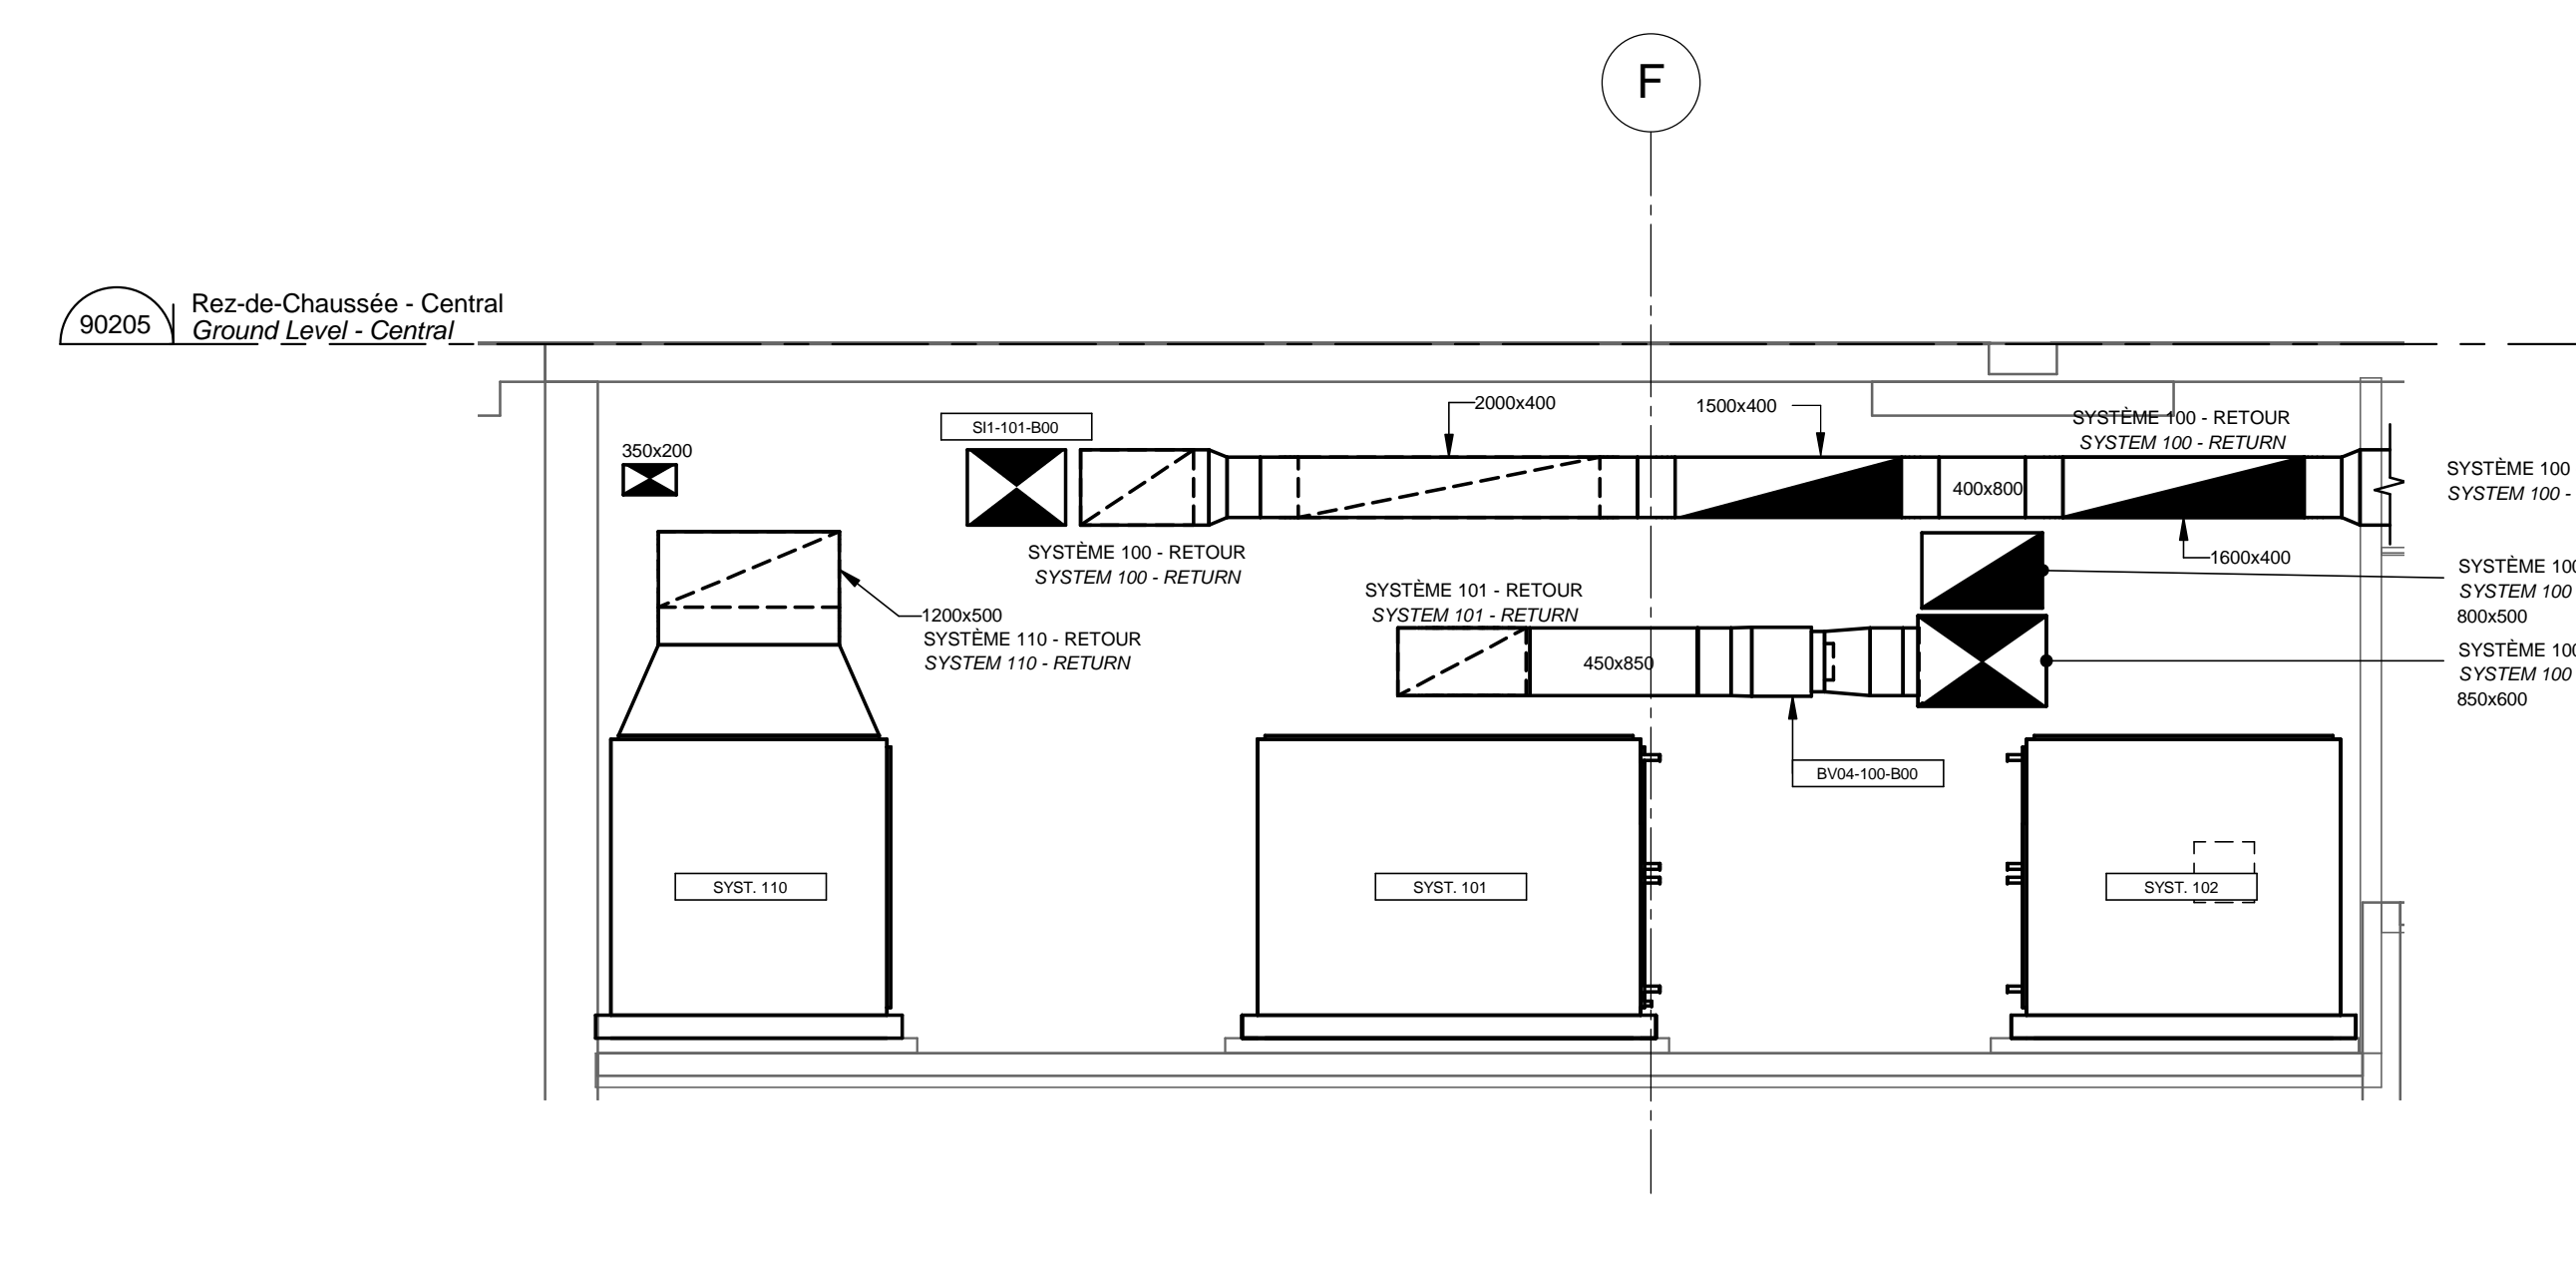 F
90205
Rez-de-Chaussée - Central
Ground Level - Central
2000x400
1500x400
SYSTÈME 100 - RETOUR
SYSTEM 100 - RETURN
SI1-101-B00
350x200
400x800
SYSTÈME 100
SYSTEM 100 -
SYSTÈME 100 - RETOUR
SYSTEM 100 - RETURN
1600x400
SYSTÈME 100
SYSTEM 100
800x500
SYSTÈME 101 - RETOUR
SYSTEM 101 - RETURN
1200x500
SYSTÈME 110 - RETOUR
SYSTEM 110 - RETURN
450x850
SYSTÈME 100
SYSTEM 100
850x600
BV04-100-B00
SYST. 110
SYST. 101
SYST. 102